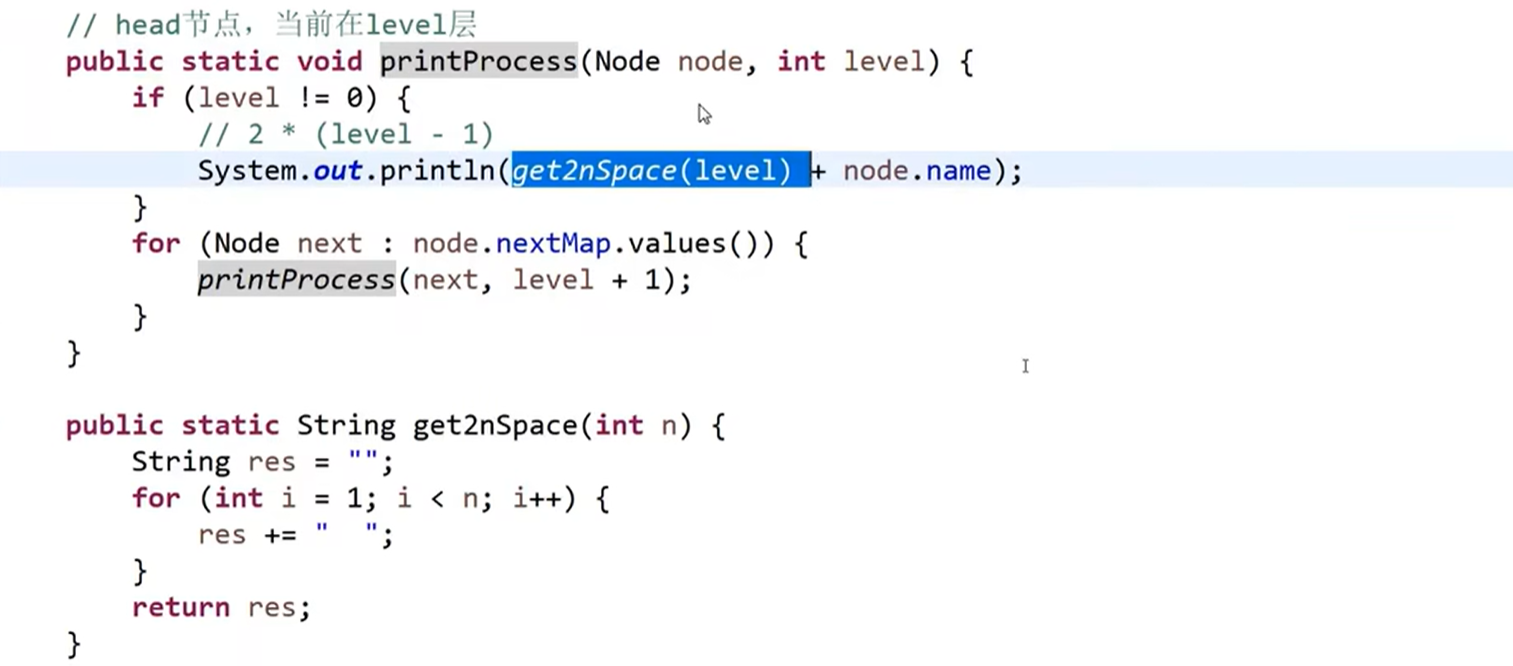 // head节点，当前在level层
public static void printProcess(Node node, int level) {
    if (level != 0) {
        // 2 * (level - 1)
        System.out.println(get2nSpace(level) + node.name);
    }
    for (Node next : node.nextMap.values()) {
        printProcess(next, level + 1);
    }
}

public static String get2nSpace(int n) {
    String res = "";
    for (int i = 1; i < n; i++) {
        res += "  ";
    }
    return res;
}